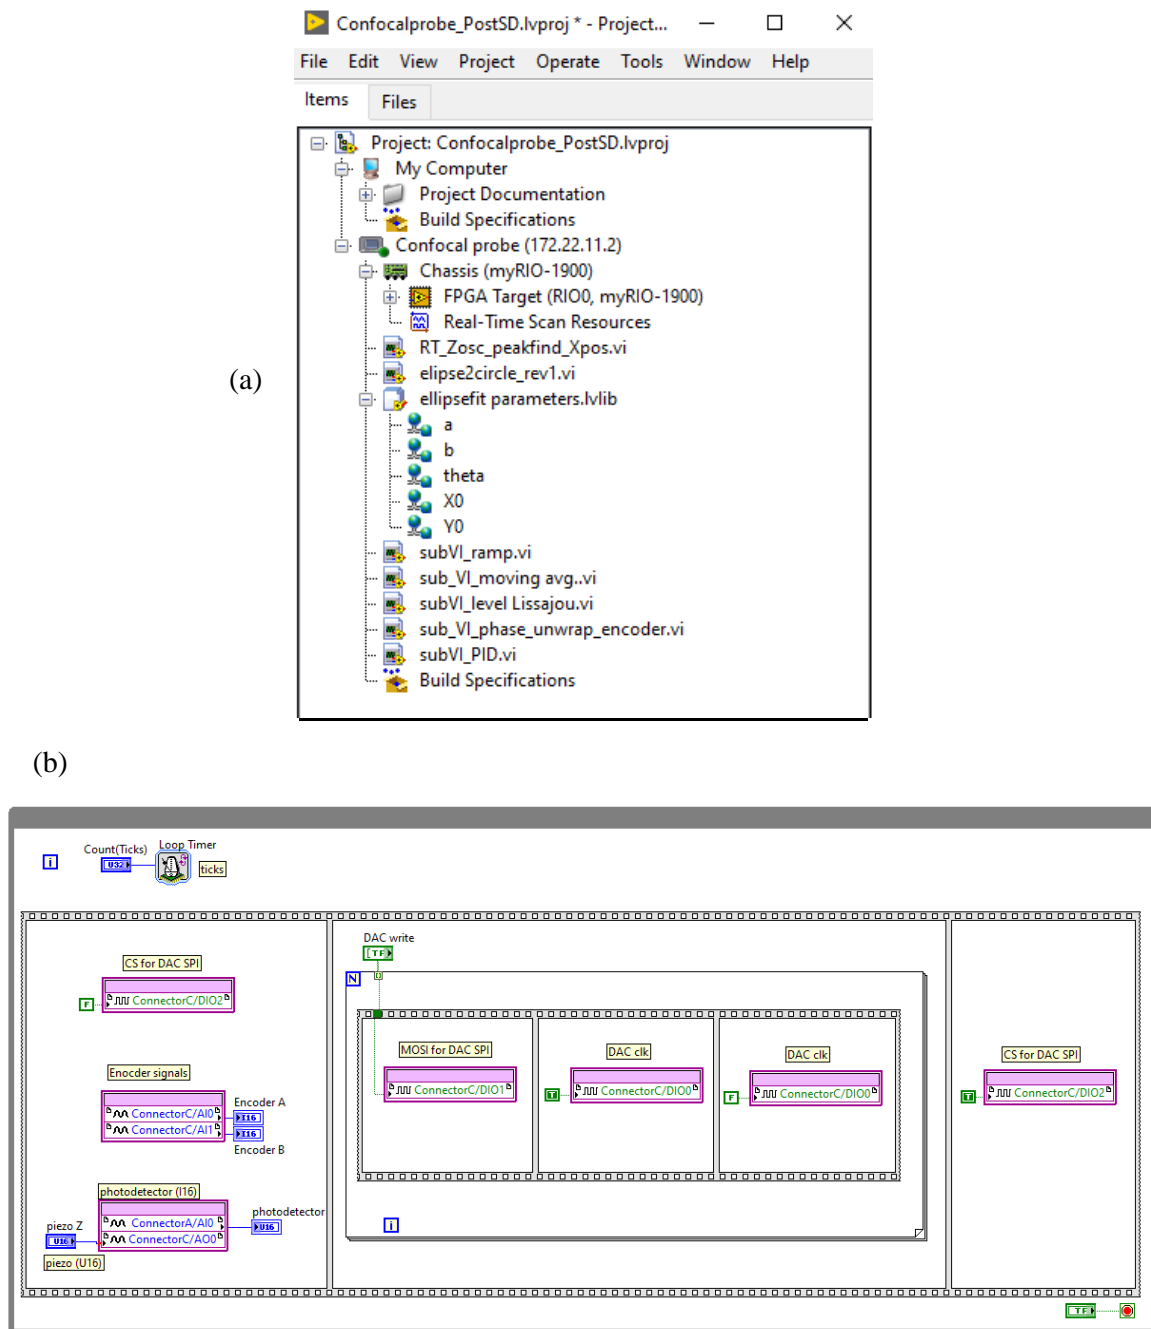 Confocalprobe_PostSD.lvproj * - Project...
File Edit View Project Operate Tools Window Help
Items Files
Project: Confocalprobe_PostSD.lvproj
My Computer
Project Documentation
Build Specifications
Confocal probe (172.22.11.2)
Chassis (myRIO-1900)
FPGA Target (RIO0, myRIO-1900)
Real-Time Scan Resources
RT_Zosc_peakfind_Xpos.vi
(a)
elipse2circle_rev1.vi
ellipsefit parameters.lvlib
a
b
theta
X0
Y0
subVI_ramp.vi
sub_VI_moving avg..vi
subVI_level Lissajou.vi
sub_VI_phase_unwrap_encoder.vi
subVI_PID.vi
Build Specifications
(b)
i
Count(Ticks)
U32
Loop Timer
ticks
CS for DAC SPI
F
ConnectorC/DIO2
Enocder signals
ConnectorC/AI0
ConnectorC/AI1
Encoder A
I16
I16
Encoder B
photodetector (I16)
ConnectorA/AI0
ConnectorC/AO0
photodetector
U16
piezo Z
U16
piezo (U16)
DAC write
TF
N
MOSI for DAC SPI
ConnectorC/DIO1
DAC clk
T
ConnectorC/DIO0
DAC clk
F
ConnectorC/DIO0
i
CS for DAC SPI
T
ConnectorC/DIO2
TF